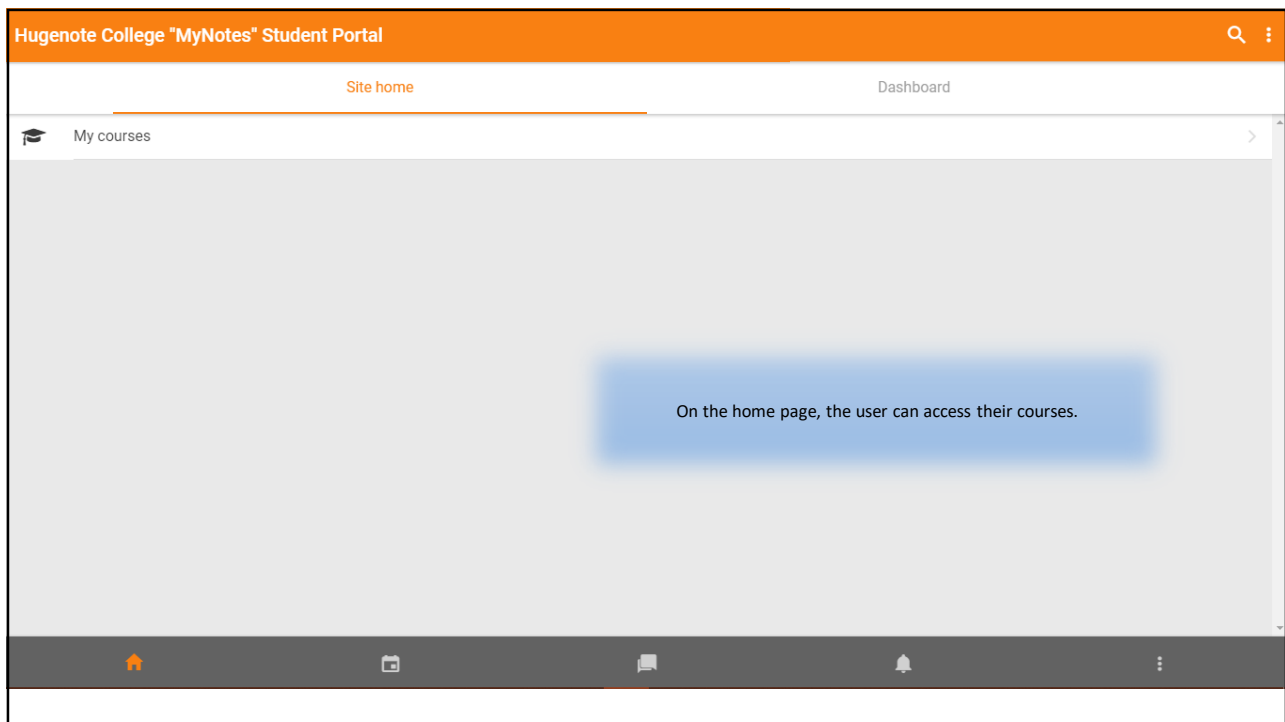 Hugenote College "MyNotes" Student Portal
Site home
Dashboard
My courses
On the home page, the user can access their courses.